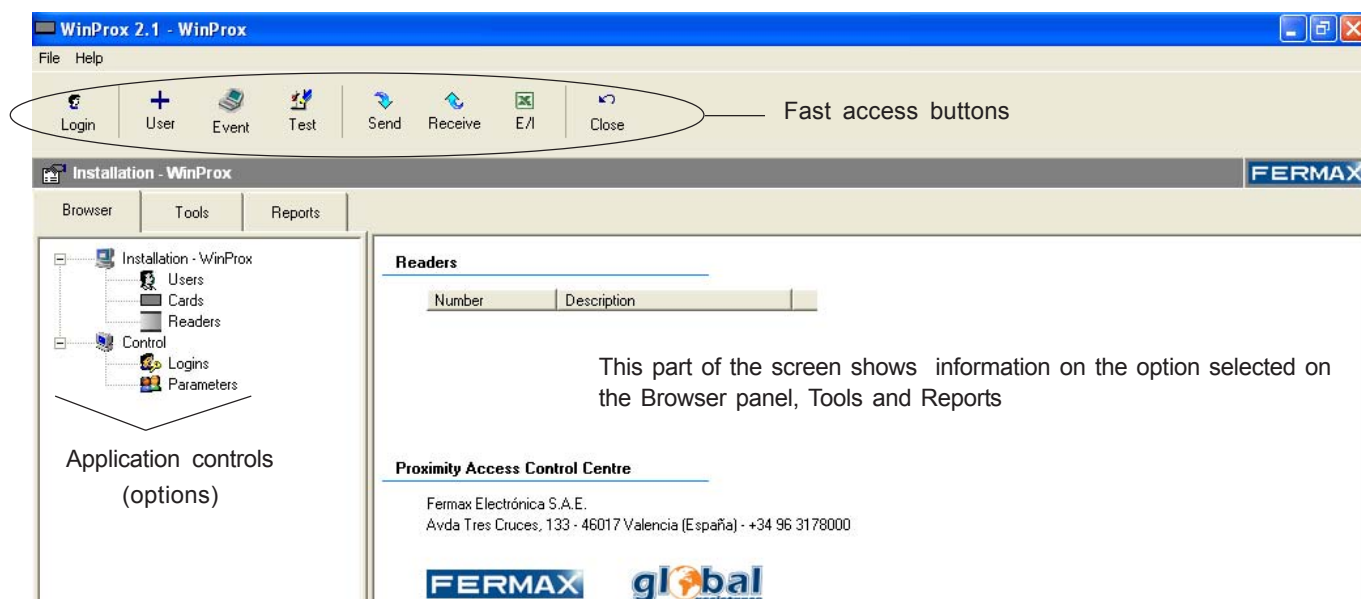 WinProx 2.1 - WinProx
File Help
Login User Event Test Send Receive E/I Close
Fast access buttons
Installation - WinProx FERMAX
Browser Tools Reports
Installation - WinProx
Users
Cards
Readers
Control
Logins
Parameters
Application controls
(options)
Readers
Number Description
This part of the screen shows information on the option selected on
the Browser panel, Tools and Reports
Proximity Access Control Centre
Fermax Electrónica S.A.E.
Avda Tres Cruces, 133 - 46017 Valencia (España) - +34 96 3178000
FERMAX global